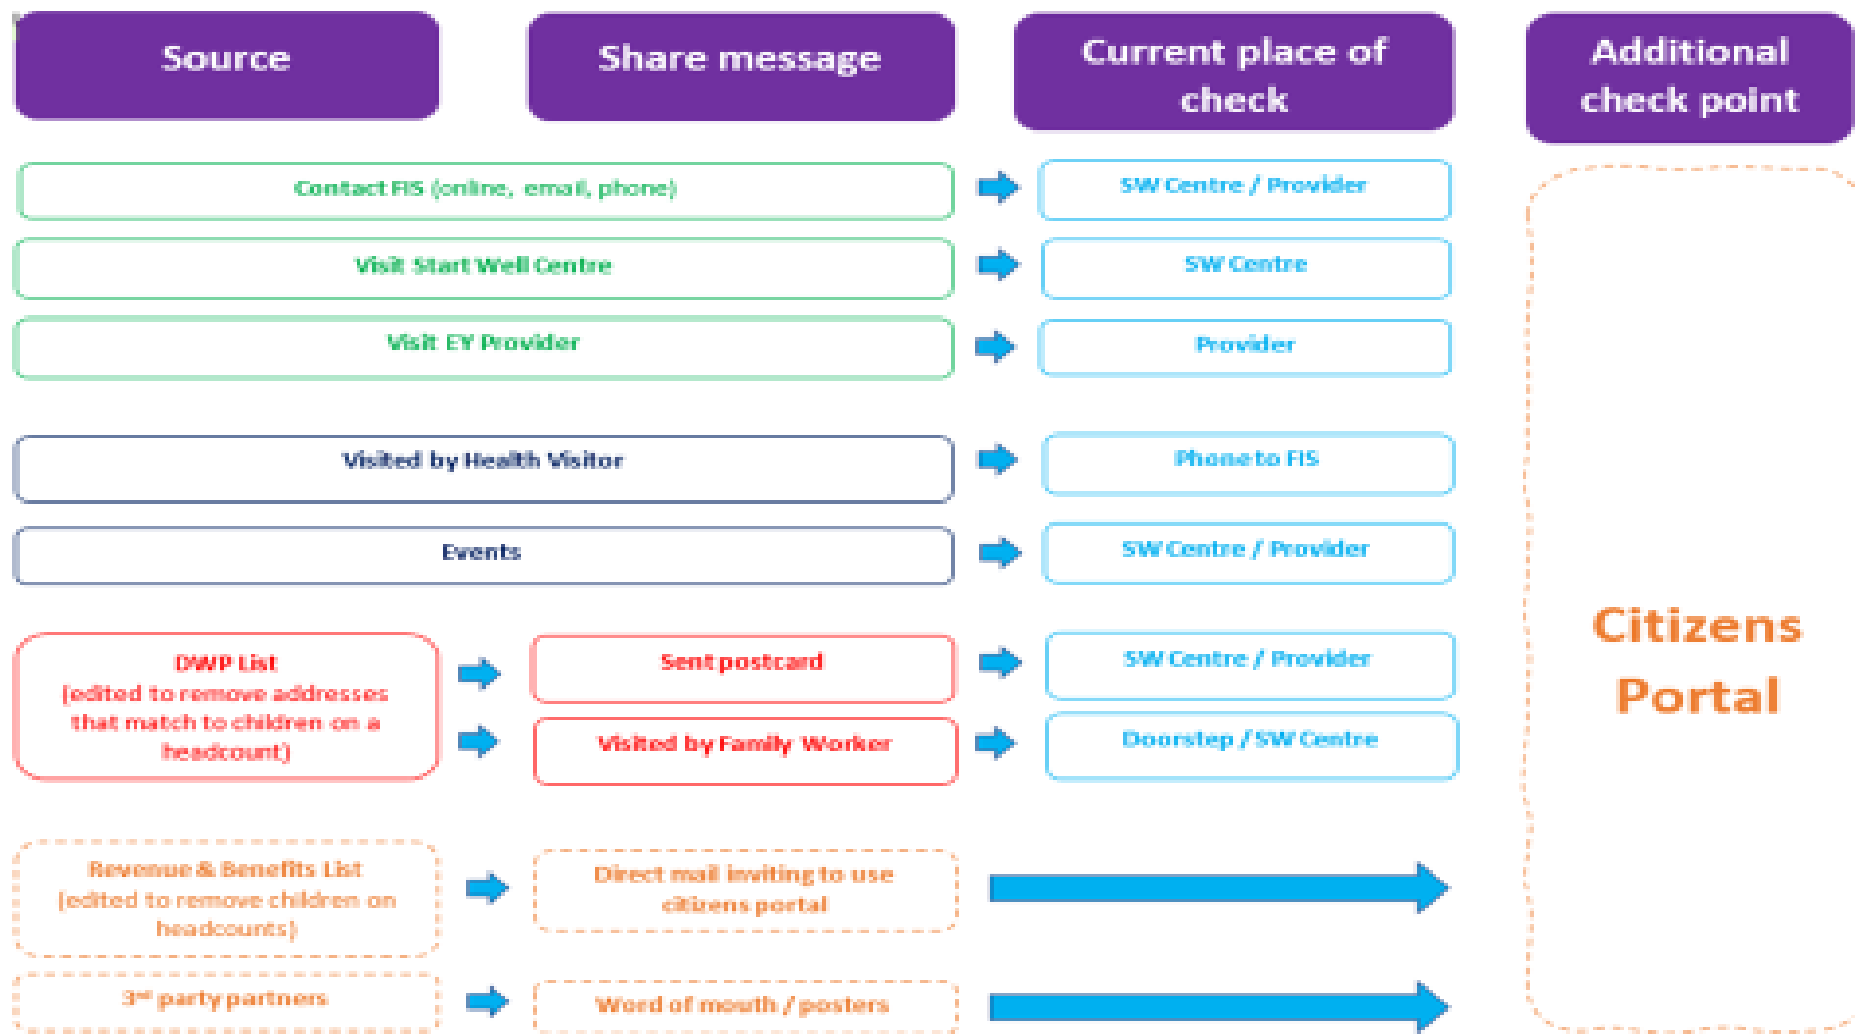 Source
Share message
Current place of
check
Additional
check point
Contact FIS (online, email, phone)
SW Centre / Provider
Visit Start Well Centre
SW Centre
Visit EY Provider
Provider
Visited by Health Visitor
Phone to FIS
Events
SW Centre / Provider
DWP List
(edited to remove addresses
that match to children on a
headcount)
Sent postcard
SW Centre / Provider
Visited by Family Worker
Doorstep / SW Centre
Revenue & Benefits List
(edited to remove children on
headcounts)
Direct mail inviting to use
citizens portal
3rd party partners
Word of mouth / posters
Citizens
Portal